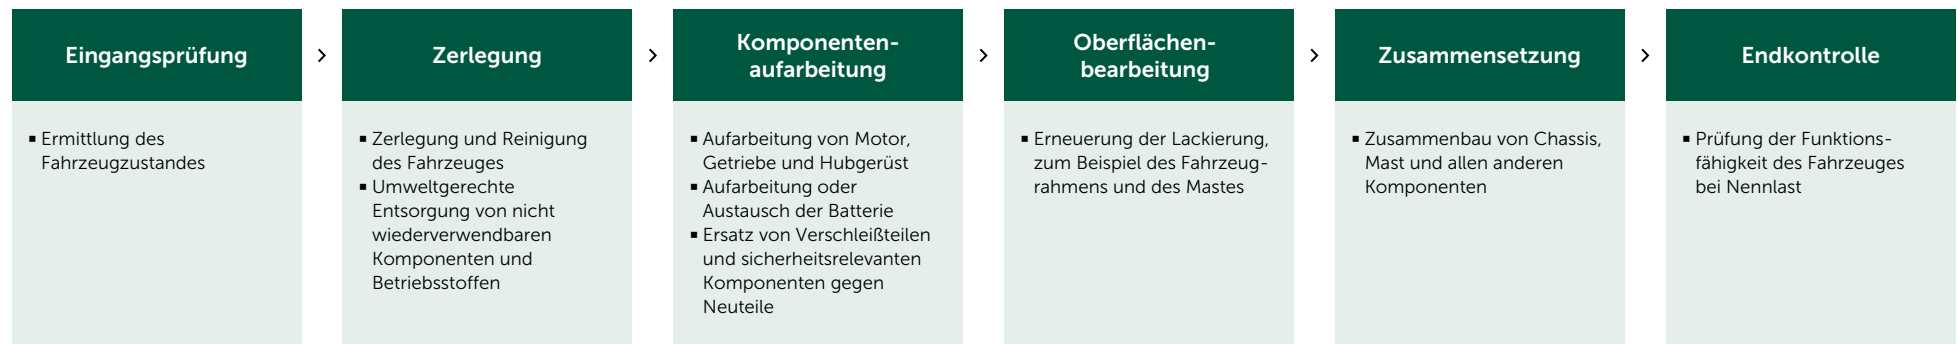 Eingangsprüfung
■ Ermittlung des
Fahrzeugzustandes
>
Zerlegung
■ Zerlegung und Reinigung
des Fahrzeuges
■ Umweltgerechte
Entsorgung von nicht
wiederverwendbaren
Komponenten und
Betriebsstoffen
>
Komponenten-
aufarbeitung
■ Aufarbeitung von Motor,
Getriebe und Hubgerüst
■ Aufarbeitung oder
Austausch der Batterie
■ Ersatz von Verschleißteilen
und sicherheitsrelevanten
Komponenten gegen
Neuteile
>
Oberflächen-
bearbeitung
■ Erneuerung der Lackierung,
zum Beispiel des Fahrzeug-
rahmens und des Mastes
>
Zusammensetzung
■ Zusammenbau von Chassis,
Mast und allen anderen
Komponenten
>
Endkontrolle
■ Prüfung der Funktions-
fähigkeit des Fahrzeuges
bei Nennlast